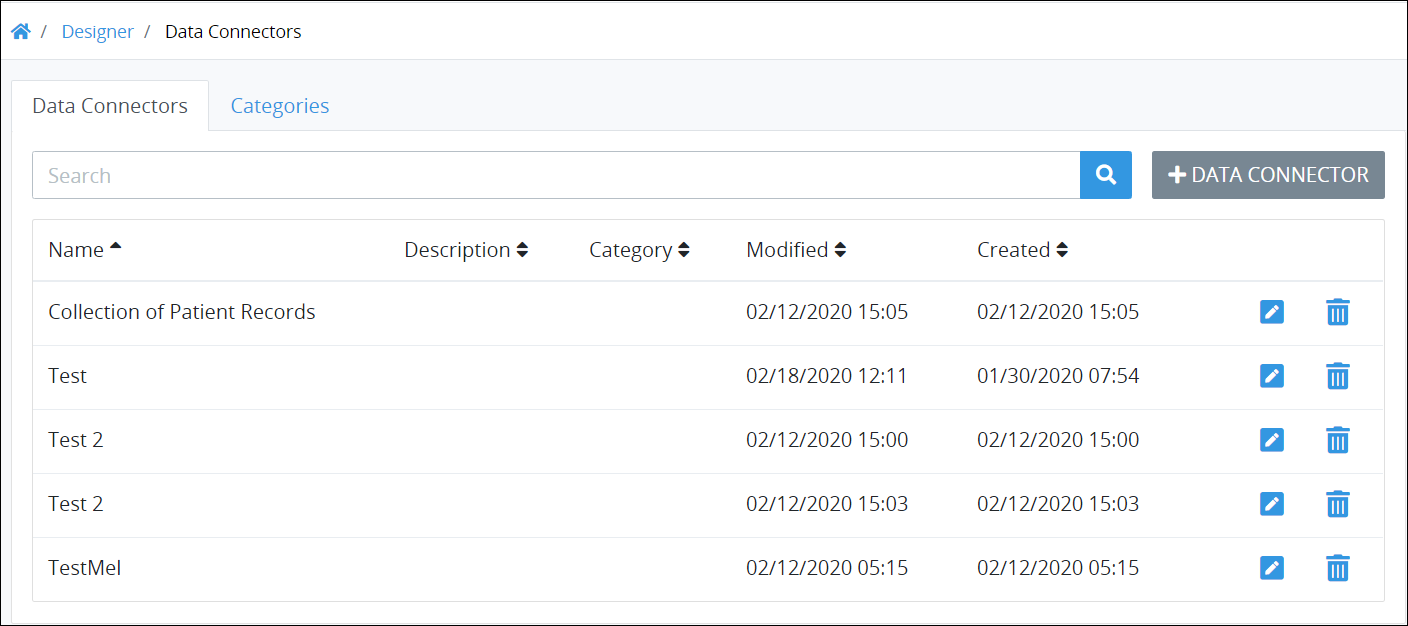 / Designer / Data Connectors
Data Connectors Categories
Search DATA CONNECTOR
Name Description Category Modified Created
Collection of Patient Records 02/12/2020 15:05 02/12/2020 15:05
Test 02/18/2020 12:11 01/30/2020 07:54
Test 2 02/12/2020 15:00 02/12/2020 15:00
Test 2 02/12/2020 15:03 02/12/2020 15:03
TestMel 02/12/2020 05:15 02/12/2020 05:15